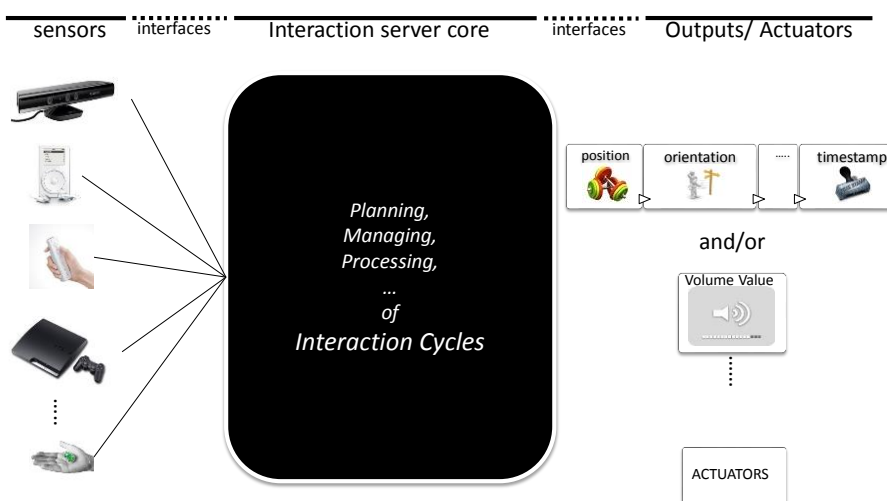 sensors
interfaces
Interaction server core
interfaces
Outputs/ Actuators
Planning,
Managing,
Processing,
...
of
Interaction Cycles
position
orientation
.....
timestamp
and/or
Volume Value
ACTUATORS